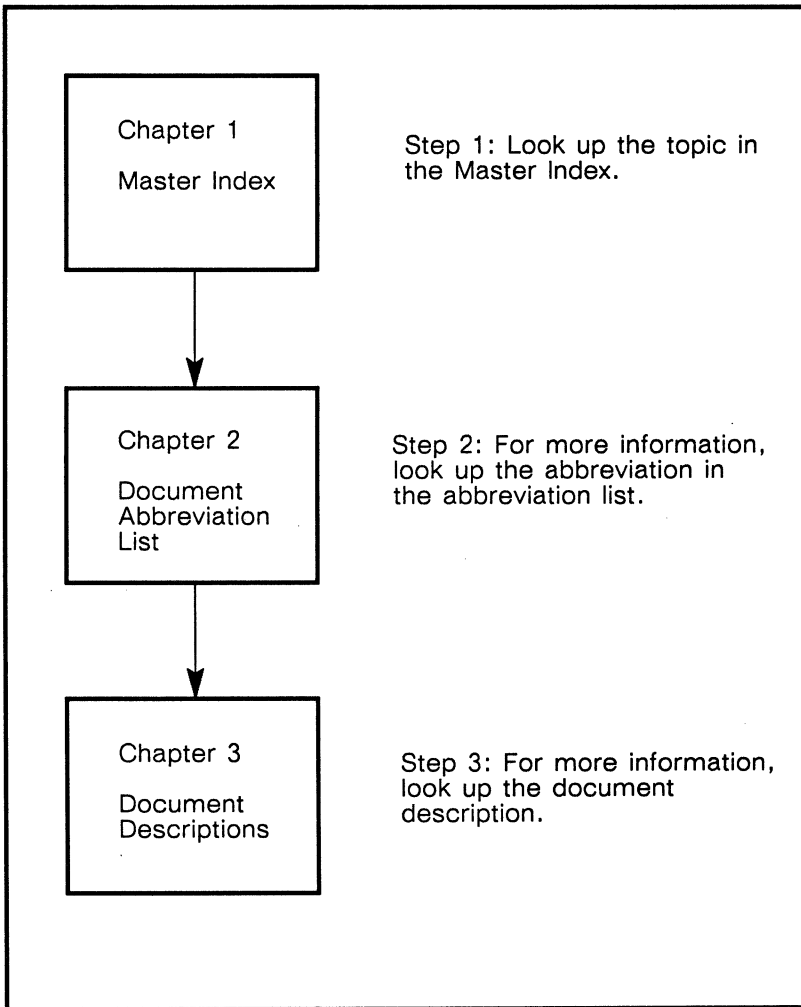 Chapter 1
Master Index
Step 1: Look up the topic in
the Master Index.
Chapter 2
Document
Abbreviation
List
Step 2: For more information,
look up the abbreviation in
the abbreviation list.
Chapter 3
Document
Descriptions
Step 3: For more information,
look up the document
description.